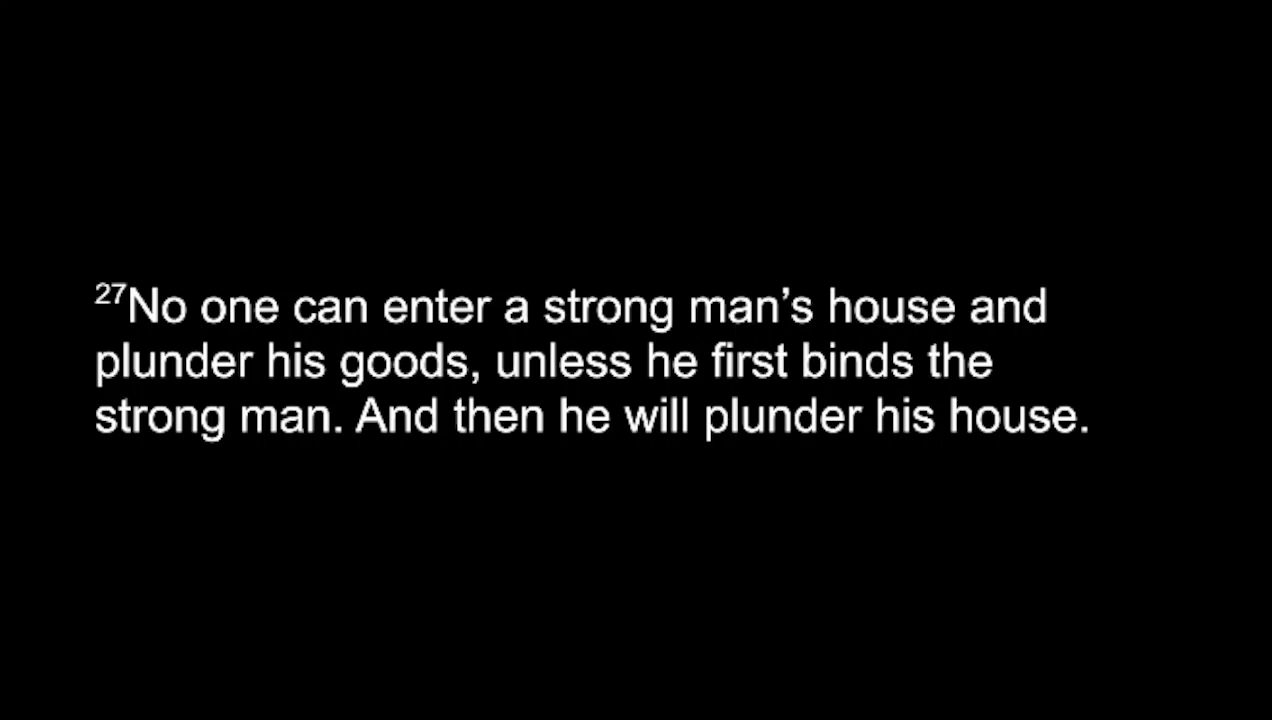 ²⁷No one can enter a strong man’s house and
plunder his goods, unless he first binds the
strong man. And then he will plunder his house.